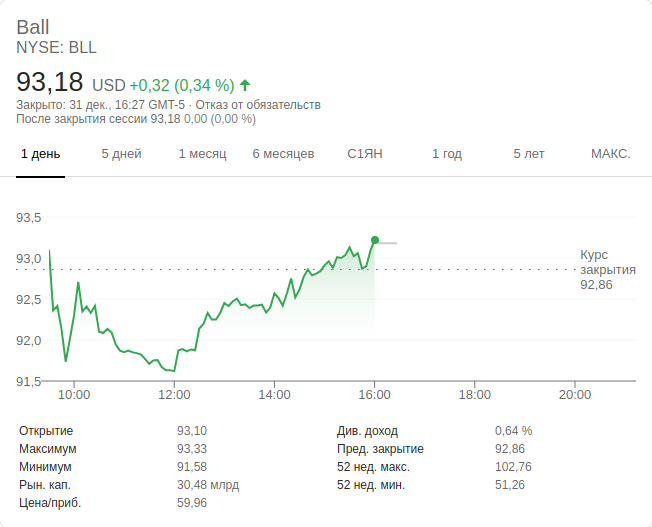 Ball
NYSE: BLL
93,18 USD +0,32 (0,34 %)
Закрыто: 31 дек., 16:27 GMT-5 · Отказ от обязательств
После закрытия сессии 93,18 0,00 (0,00 %)
1 день 5 дней 1 месяц 6 месяцев С1ЯН 1 год 5 лет МАКС.
93,5
93,0
92,5
92,0
91,5
Курс
закрытия
92,86
10:00 12:00 14:00 16:00 18:00 20:00
Открытие 93,10 Див. доход 0,64 %
Максимум 93,33 Пред. закрытие 92,86
Минимум 91,58 52 нед. макс. 102,76
Рын. кап. 30,48 млрд 52 нед. мин. 51,26
Цена/приб. 59,96